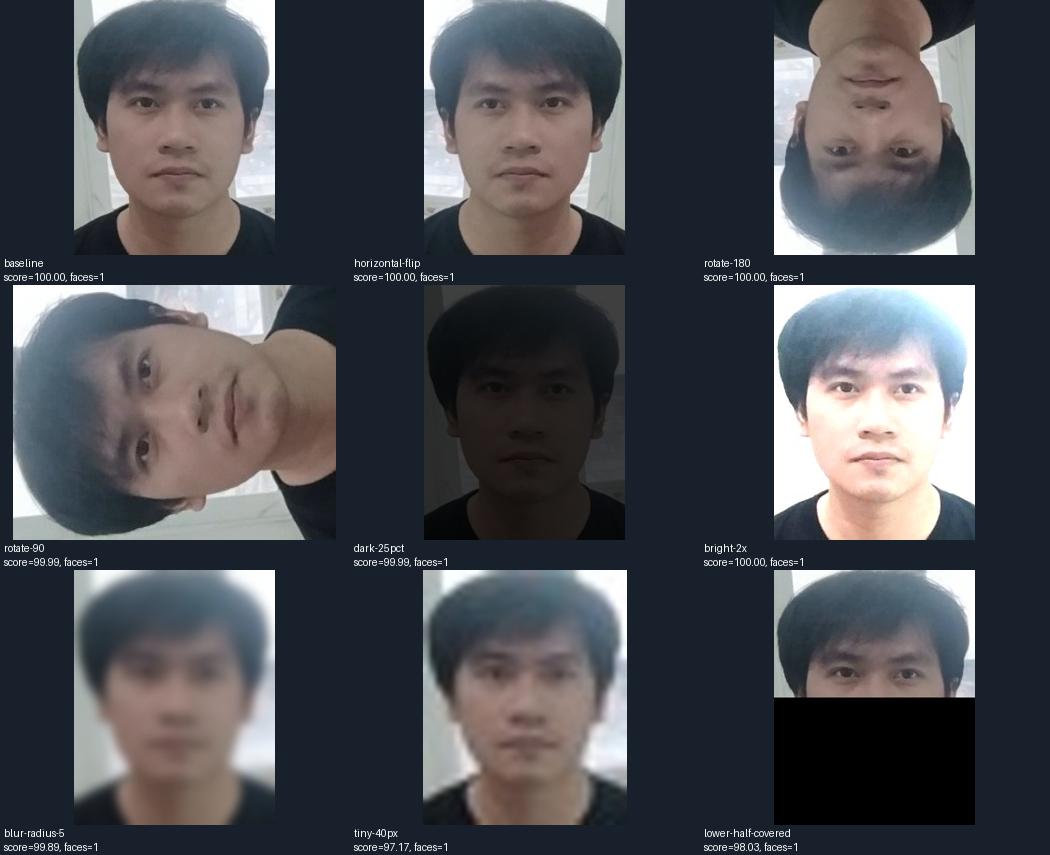 baseline
score=100.00, faces=1
horizontal-flip
score=100.00, faces=1
rotate-180
score=100.00, faces=1
rotate-90
score=99.99, faces=1
dark-25pct
score=99.99, faces=1
bright-2x
score=100.00, faces=1
blur-radius-5
score=99.89, faces=1
tiny-40px
score=97.17, faces=1
lower-half-covered
score=98.03, faces=1